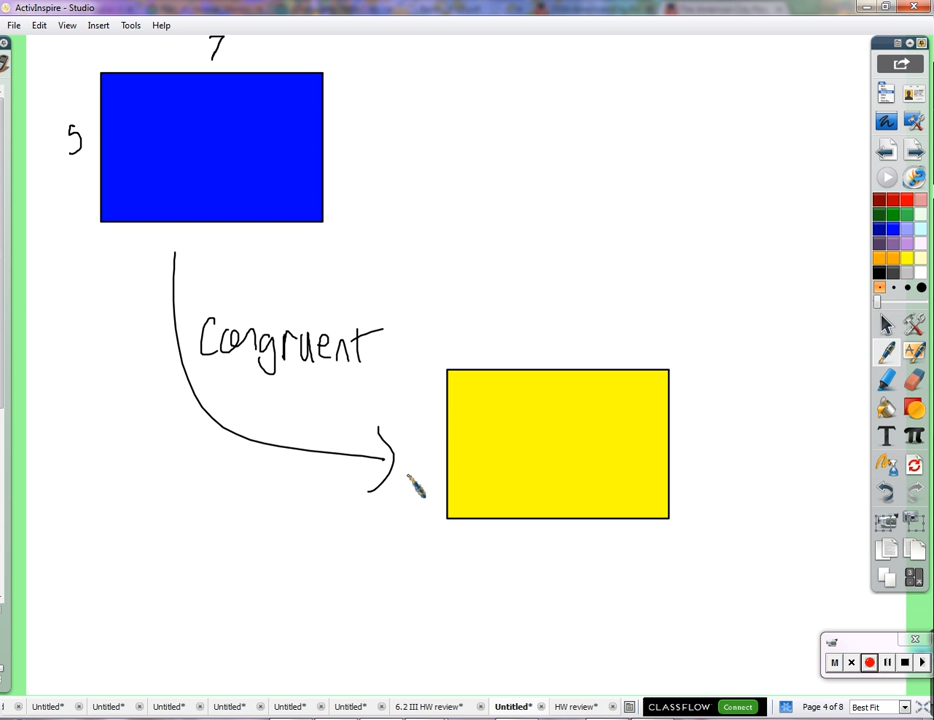 ActivInspire - Studio
File Edit View Insert Tools Help
7
5
Congruent
Untitled* Untitled* Untitled* Untitled* Untitled* Untitled* 6.2 III HW review* Untitled* HW review* CLASSFLOW Connect Page 4 of 8 Best Fit
M